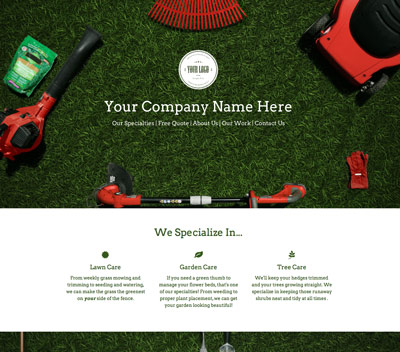 YOUR LOGO
Your Company Name Here
Our Specialties | Free Quote | About Us | Our Work | Contact Us
We Specialize In...
Lawn Care
From weekly grass mowing and
trimming to seeding and watering,
we can make the grass the greenest
on your side of the fence.
Garden Care
If you need a green thumb to
manage your flower beds, that's one
of our specialties! From weeding to
proper plant placement, we can get
your garden looking beautiful!
Tree Care
We'll keep your hedges trimmed
and your trees growing straight. We
specialize in keeping those runaway
shrubs neat and tidy at all times.